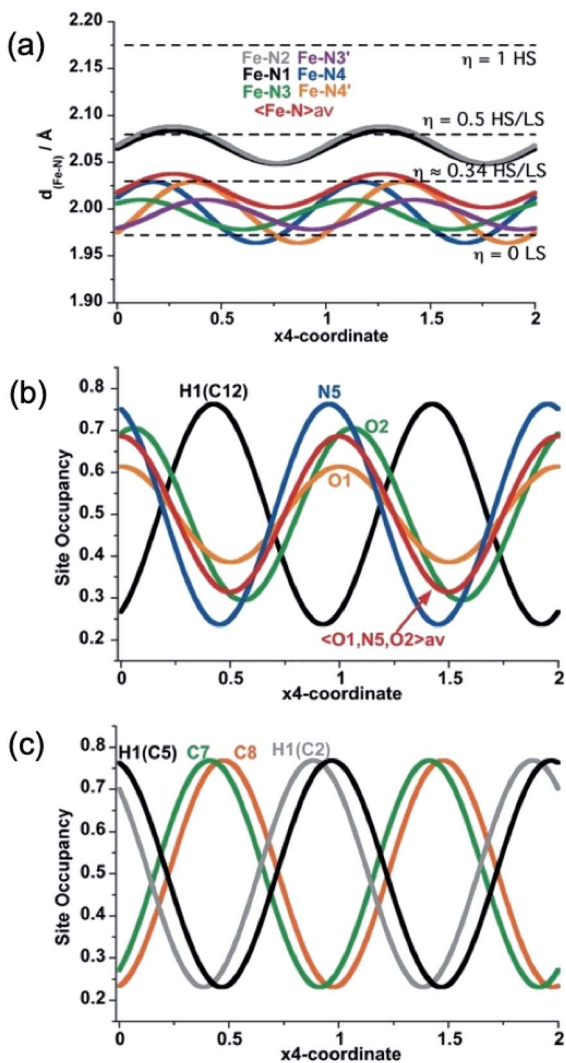 (a)
2.20
2.15
2.10
2.05
2.00
1.95
1.90
d(Fe-N) / Å
Fe-N2 Fe-N3'
Fe-N1 Fe-N4
Fe-N3 Fe-N4'
<Fe-N>av
η = 1 HS
η = 0.5 HS/LS
η ≈ 0.34 HS/LS
η = 0 LS
0 0.5 1 1.5 2
x4-coordinate
(b)
0.8
0.7
0.6
0.5
0.4
0.3
0.2
Site Occupancy
H1(C12) N5
O2
O1
<O1,N5,O2>av
0 0.5 1 1.5 2
x4-coordinate
(c)
0.8
0.7
0.6
0.5
0.4
0.3
0.2
Site Occupancy
H1(C5) C7 C8 H1(C2)
0 0.5 1 1.5 2
x4-coordinate